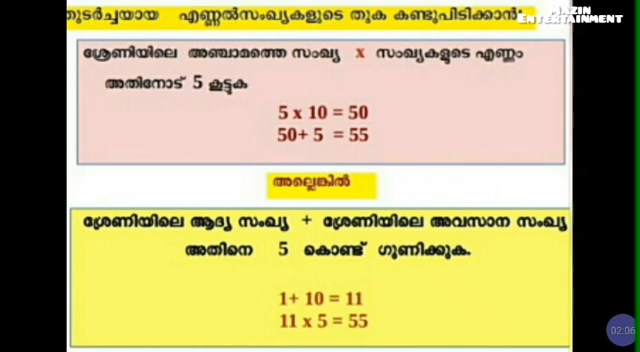 തുടർച്ചയായ എണ്ണൽസംഖ്യകളുടെ തുക കണ്ടുപിടിക്കാൻ
MAZIN
ENTERTAINMENT
ശ്രേണിയിലെ അഞ്ചാമത്തെ സംഖ്യ x സംഖ്യകളുടെ എണ്ണം
അതിനോട് 5 കൂട്ടുക
5 x 10 = 50
50+ 5 = 55
അല്ലെങ്കിൽ
ശ്രേണിയിലെ ആദ്യ സംഖ്യ + ശ്രേണിയിലെ അവസാന സംഖ്യ
അതിനെ 5 കൊണ്ട് ഗുണിക്കുക.
1+ 10 = 11
11 x 5 = 55
02:06